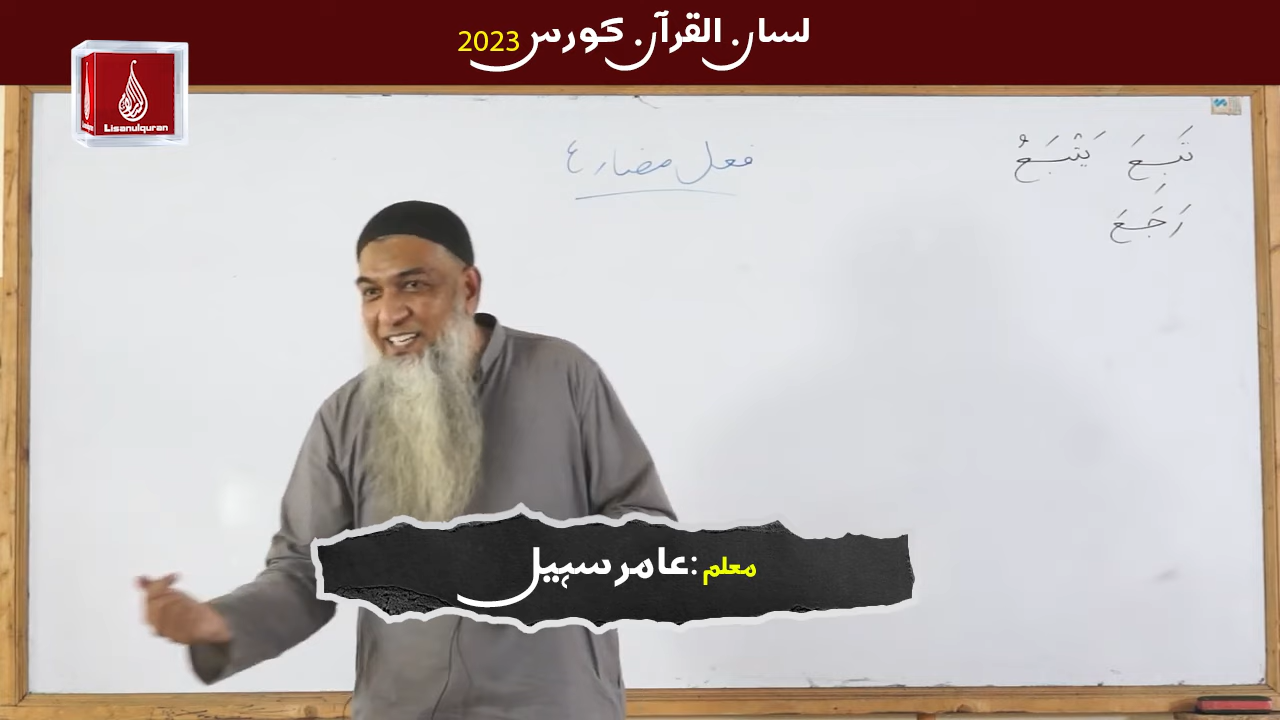 لسان القرآن کورس 2023
Lisanulquran
فعل مضارع
تَبِعَ يَتْبَعُ
رَجَعَ
معلم: عامر سہیل